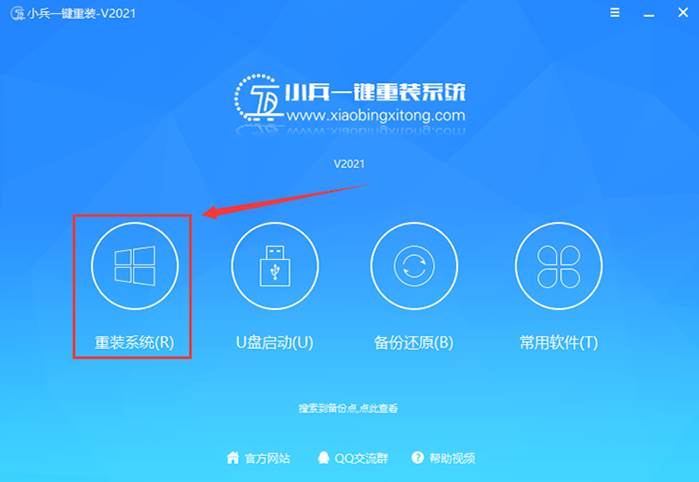 小兵一键重装-V2021
小兵一键重装系统
www.xiaobingxitong.com
V2021
重装系统(R)
U盘启动(U)
备份还原(B)
常用软件(T)
搜索到备份点,点此查看
官方网站
QQ交流群
帮助视频